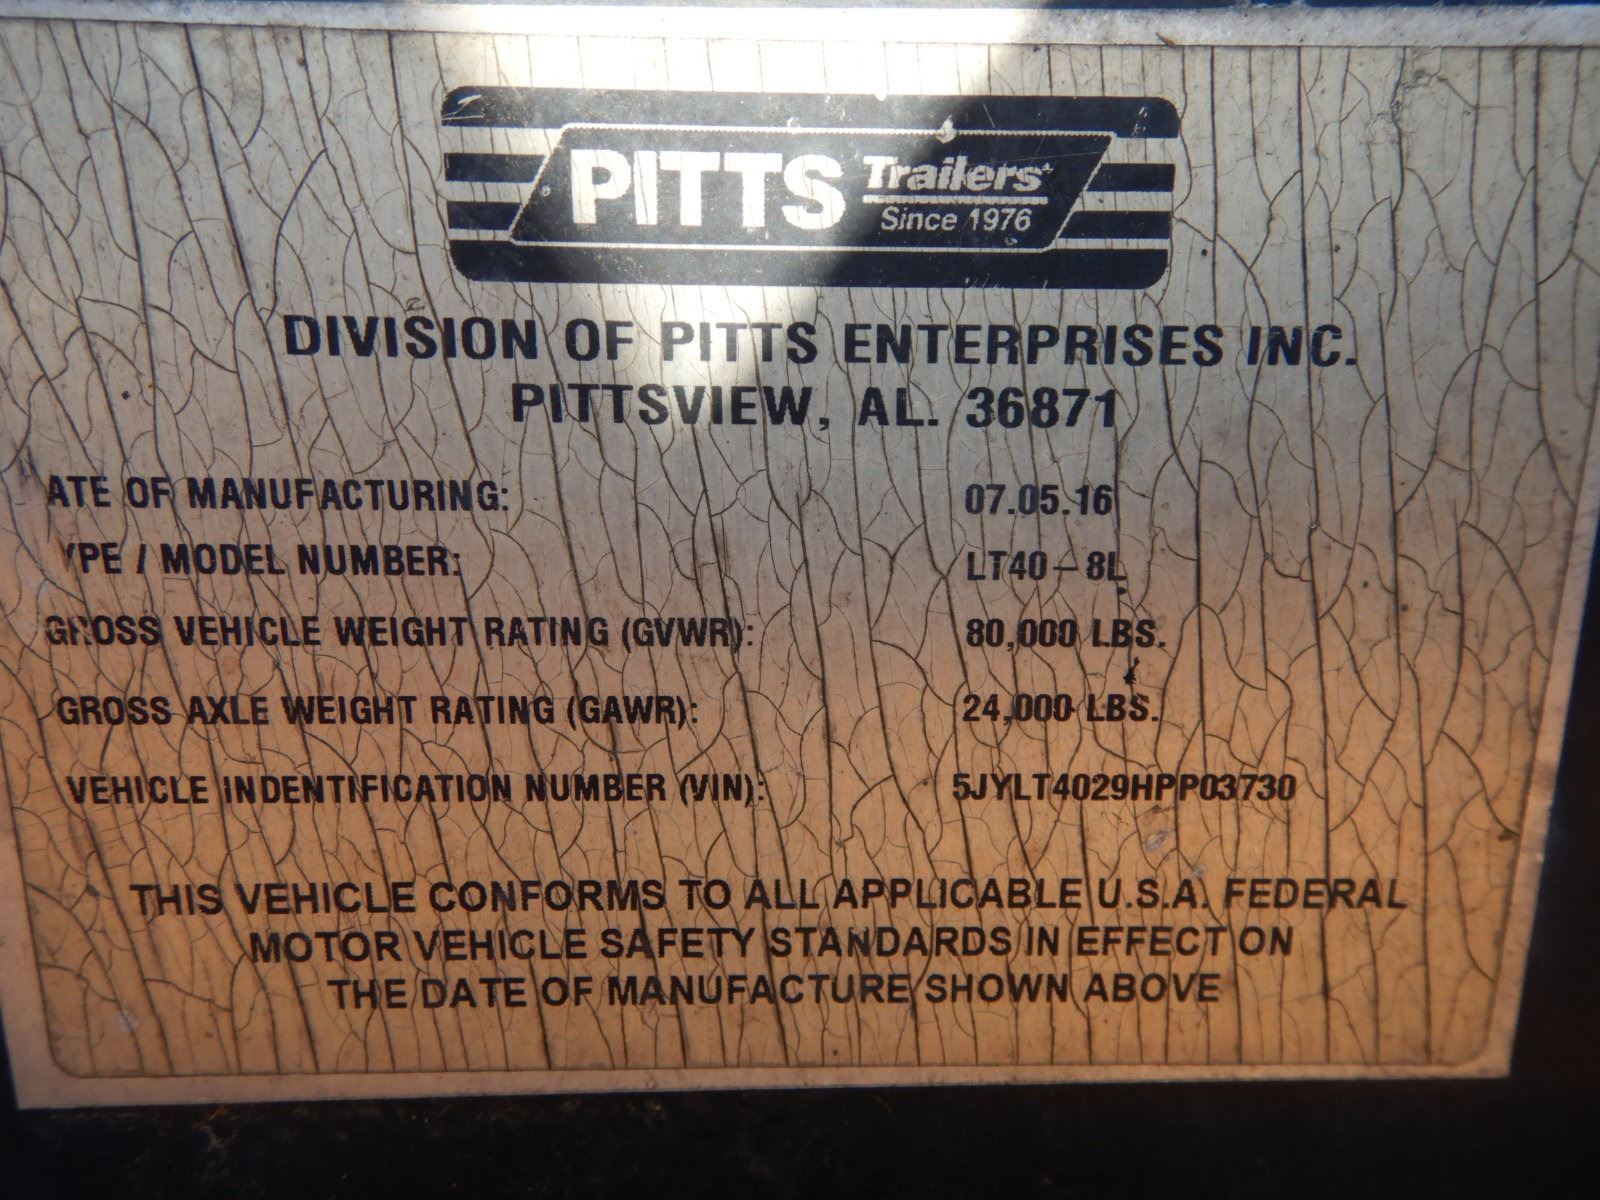 PITTS Trailers
Since 1976
DIVISION OF PITTS ENTERPRISES INC.
PITTSVIEW, AL. 36871
ATE OF MANUFACTURING: 07.05.16
YPE / MODEL NUMBER: LT40-8L
GROSS VEHICLE WEIGHT RATING (GVWR): 80,000 LBS.
GROSS AXLE WEIGHT RATING (GAWR): 24,000 LBS.
VEHICLE INDENTIFICATION NUMBER (VIN): 5JYLT4029HPP03730
THIS VEHICLE CONFORMS TO ALL APPLICABLE U.S.A. FEDERAL
MOTOR VEHICLE SAFETY STANDARDS IN EFFECT ON
THE DATE OF MANUFACTURE SHOWN ABOVE